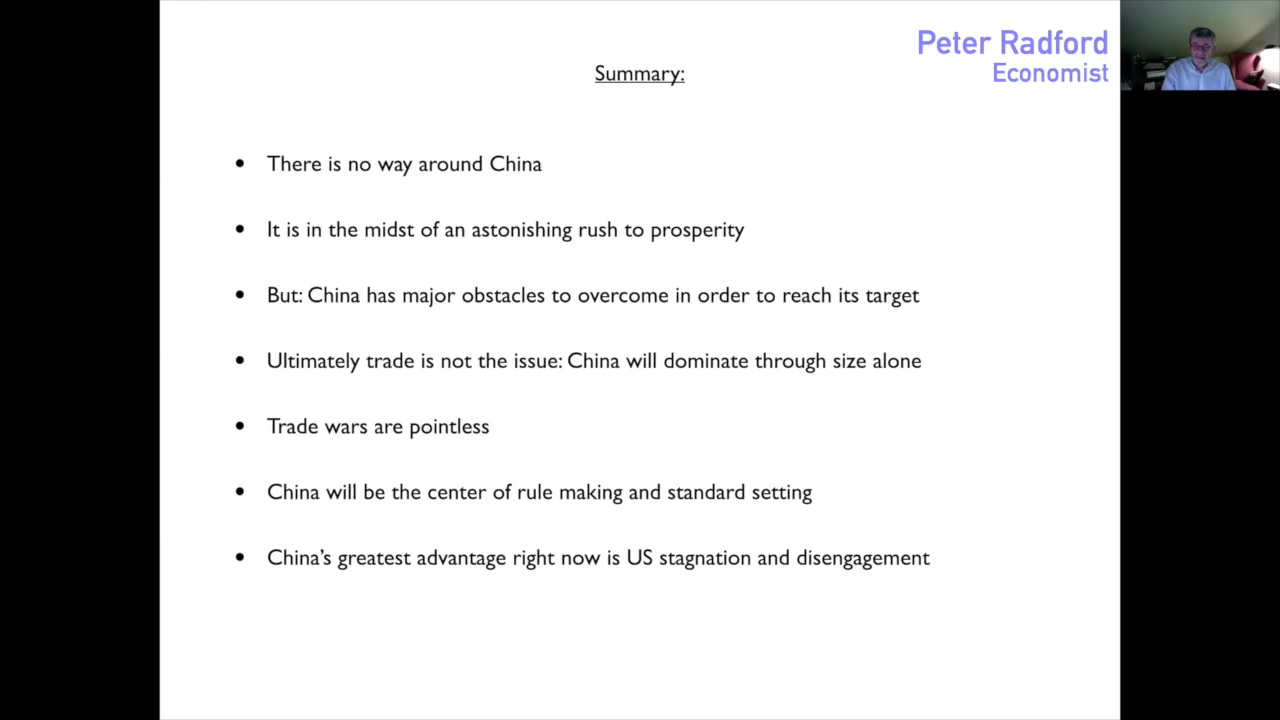 Peter Radford
Economist
Summary:
• There is no way around China
• It is in the midst of an astonishing rush to prosperity
• But: China has major obstacles to overcome in order to reach its target
• Ultimately trade is not the issue: China will dominate through size alone
• Trade wars are pointless
• China will be the center of rule making and standard setting
• China’s greatest advantage right now is US stagnation and disengagement